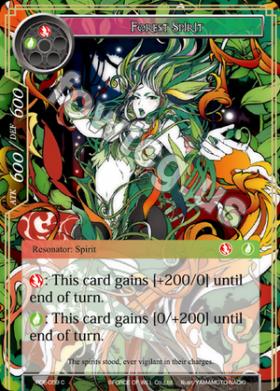 Forest Spirit
ATK 600 / DEF 600
Resonator: Spirit
: This card gains [+200/0] until
end of turn.
: This card gains [0/+200] until
end of turn.
The spirits stood, ever vigilant in their charges.
©FORCE OF WILL Co.,Ltd. Illust. YAMAMOTO NAOKI